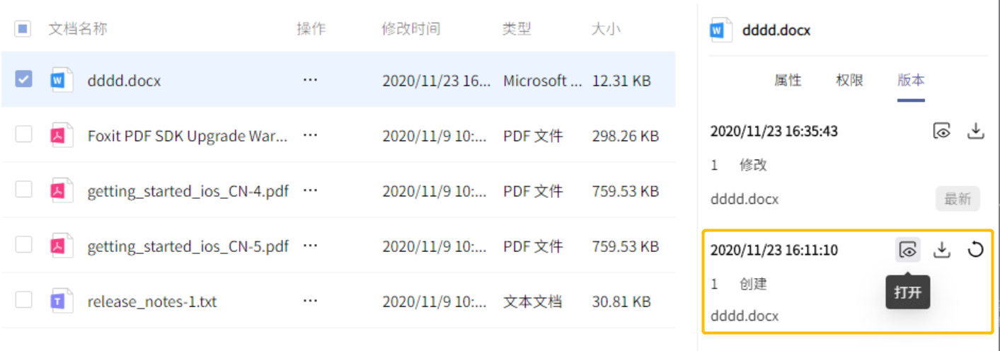 文档名称 操作 修改时间 类型 大小
dddd.docx ··· 2020/11/23 16... Microsoft ... 12.31 KB
Foxit PDF SDK Upgrade War... ··· 2020/11/9 10:... PDF 文件 298.26 KB
getting_started_ios_CN-4.pdf ··· 2020/11/9 10:... PDF 文件 759.53 KB
getting_started_ios_CN-5.pdf ··· 2020/11/9 10:... PDF 文件 759.53 KB
release_notes-1.txt ··· 2020/11/9 10:... 文本文档 30.81 KB
dddd.docx
属性 权限 版本
2020/11/23 16:35:43
1 修改
dddd.docx 最新
2020/11/23 16:11:10
1 创建 打开
dddd.docx